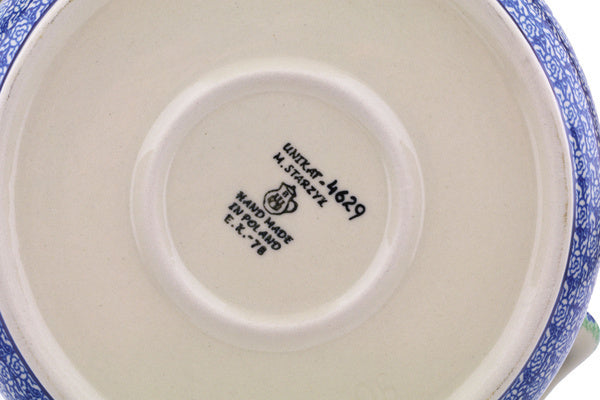 UNIKAT-4629
M. STARZYK
HAND MADE
IN POLAND
E.K.-78